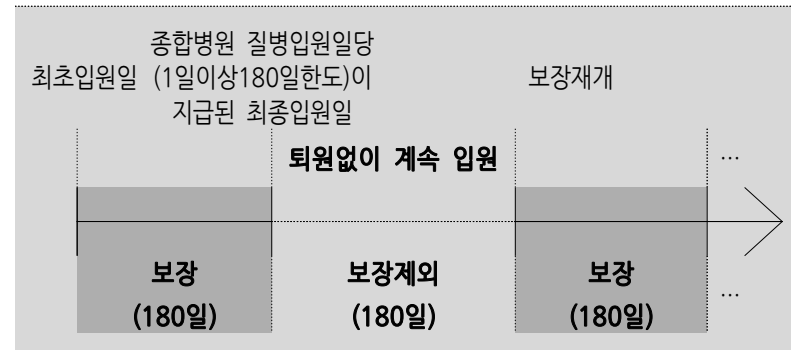 종합병원 질병입원일당
최초입원일 (1일이상180일한도)이 보장재개
지급된 최종입원일
퇴원없이 계속 입원 …
보장 보장제외 보장
(180일) (180일) (180일) …